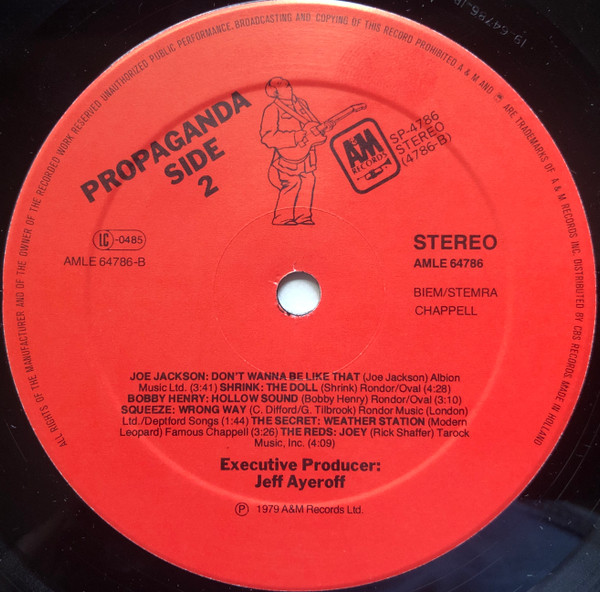 ALL RIGHTS OF THE MANUFACTURER AND OF THE OWNER OF THE RECORDED WORK RESERVED UNAUTHORIZED PUBLIC PERFORMANCE, BROADCASTING AND COPYING OF THIS RECORD PROHIBITED. A & M AND ARE TRADEMARKS OF A & M RECORDS INC. DISTRIBUTED BY CBS RECORDS MADE IN HOLLAND
PROPAGANDA
SIDE
2
A&M
RECORDS
SP-4786
STEREO
(4786-B)
LC-0485
AMLE 64786-B
STEREO
AMLE 64786
BIEM/STEMRA
CHAPPELL
JOE JACKSON: DON'T WANNA BE LIKE THAT (Joe Jackson) Albion
Music Ltd. (3:41) SHRINK: THE DOLL (Shrink) Rondor/Oval (4:28)
BOBBY HENRY: HOLLOW SOUND (Bobby Henry) Rondor/Oval (3:10)
SQUEEZE: WRONG WAY (C. Difford/G. Tilbrook) Rondor Music (London)
Ltd./Deptford Songs (1:44) THE SECRET: WEATHER STATION (Modern
Leopard) Famous Chappell (3:26) THE REDS: JOEY (Rick Shaffer) Tarock
Music, Inc. (4:09)
Executive Producer:
Jeff Ayeroff
Ⓟ 1979 A&M Records Ltd.